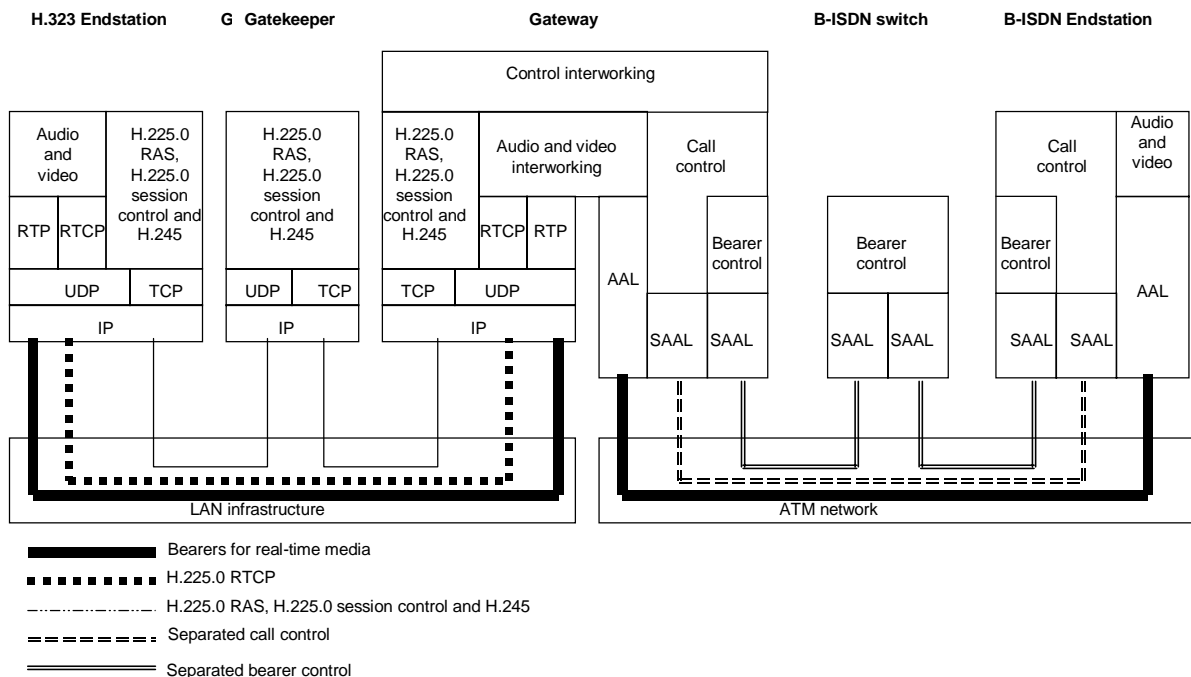 H.323 Endstation
G Gatekeeper
Gateway
B-ISDN switch
B-ISDN Endstation
Control interworking
Audio
and
video
H.225.0
RAS,
H.225.0
session
control and
H.245
RTP
RTCP
UDP
TCP
IP
H.225.0
RAS,
H.225.0
session
control and
H.245
UDP
TCP
IP
H.225.0
RAS,
H.225.0
session
control and
H.245
Audio and video
interworking
RTCP
RTP
TCP
UDP
IP
AAL
Call
control
Bearer
control
SAAL
SAAL
Bearer
control
SAAL
SAAL
Call
control
Audio
and
video
Bearer
control
SAAL
SAAL
AAL
LAN infrastructure
ATM network
Bearers for real-time media
H.225.0 RTCP
H.225.0 RAS, H.225.0 session control and H.245
Separated call control
Separated bearer control